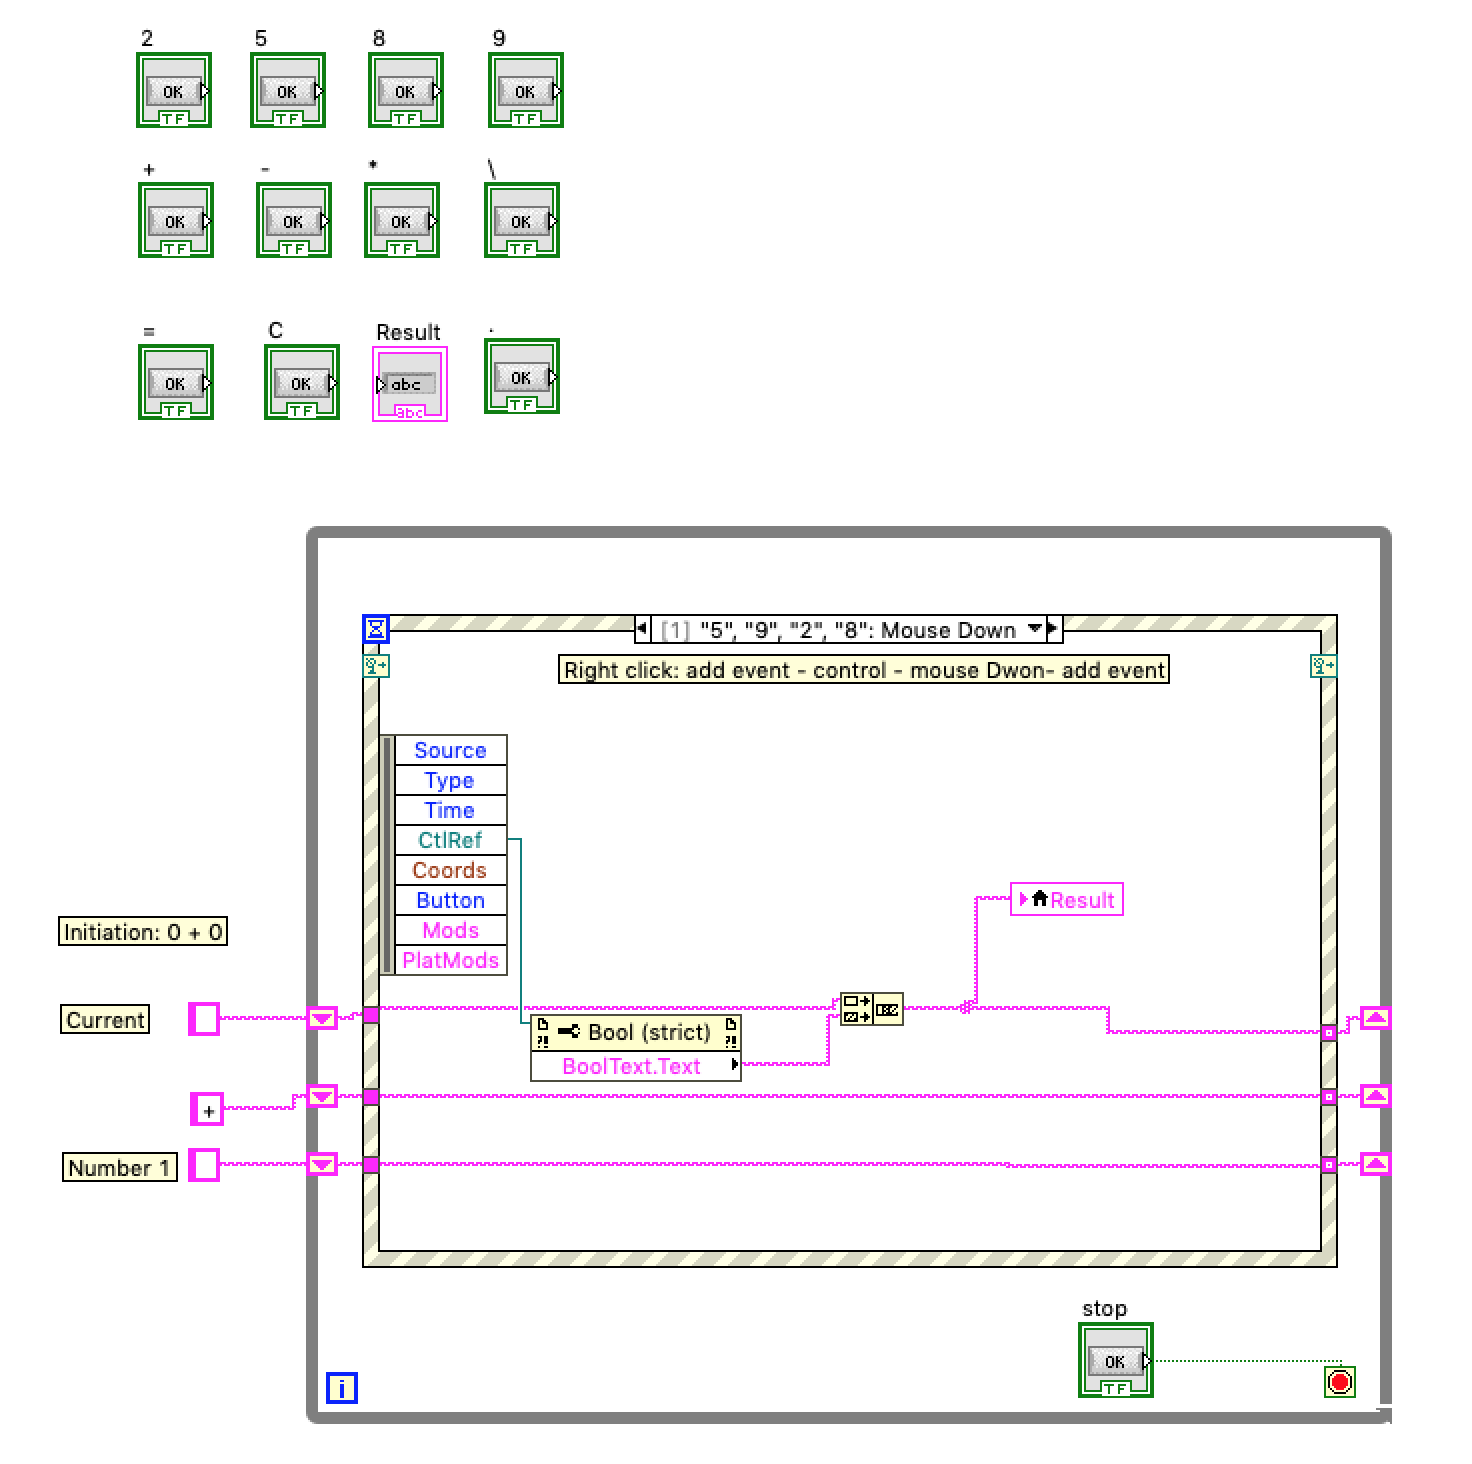 2 5 8 9
OK OK OK OK
TF TF TF TF
+ - * \
OK OK OK OK
TF TF TF TF
= C Result .
OK OK abc OK
TF TF abc TF
[1] "5", "9", "2", "8": Mouse Down
Right click: add event - control - mouse Dwon- add event
Source
Type
Time
CtlRef
Coords
Button
Mods
PlatMods
Result
Initiation: 0 + 0
Current
?! Bool (strict) ?!
BoolText.Text
+
Number 1
stop
OK
TF
i